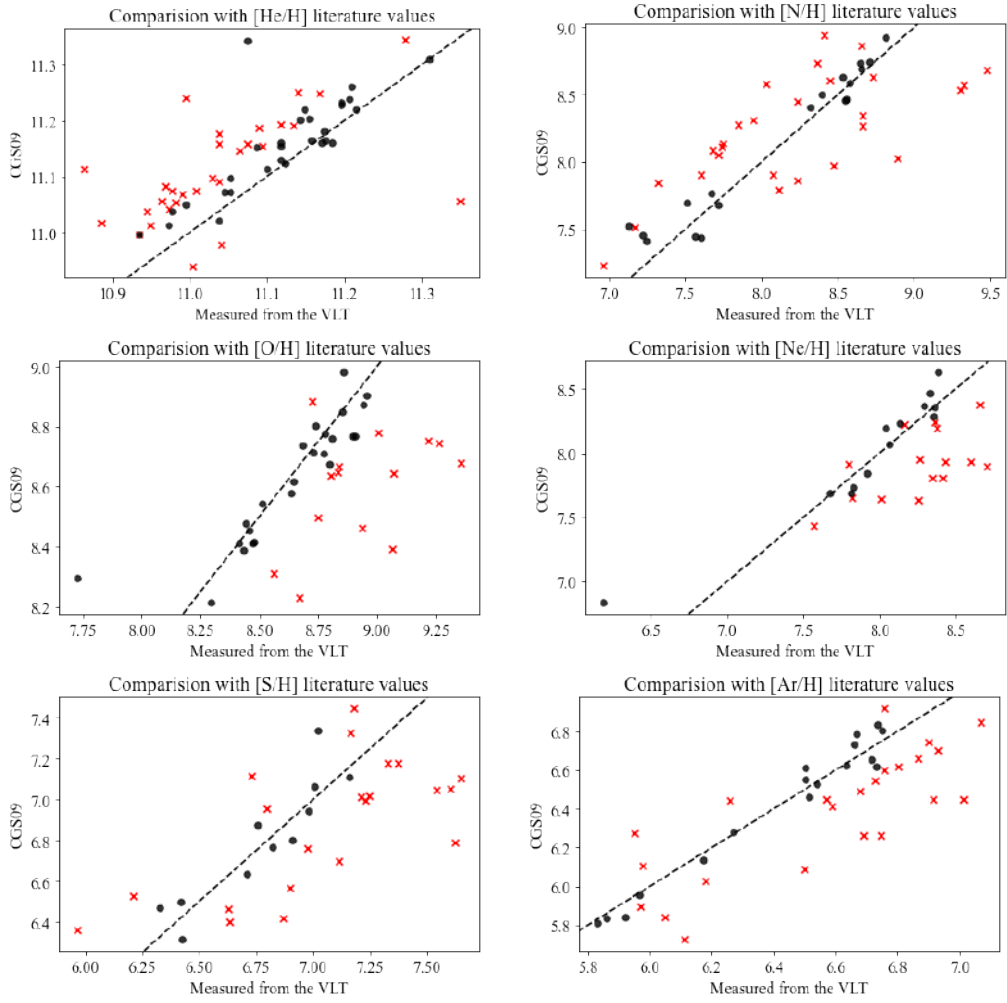 Comparision with [He/H] literature values
11.3
11.2
11.1
11.0
CGS09
10.9 11.0 11.1 11.2 11.3
Measured from the VLT
Comparision with [N/H] literature values
9.0
8.5
8.0
7.5
CGS09
7.0 7.5 8.0 8.5 9.0 9.5
Measured from the VLT
Comparision with [O/H] literature values
9.0
8.8
8.6
8.4
8.2
CGS09
7.75 8.00 8.25 8.50 8.75 9.00 9.25
Measured from the VLT
Comparision with [Ne/H] literature values
8.5
8.0
7.5
7.0
CGS09
6.5 7.0 7.5 8.0 8.5
Measured from the VLT
Comparision with [S/H] literature values
7.4
7.2
7.0
6.8
6.6
6.4
CGS09
6.00 6.25 6.50 6.75 7.00 7.25 7.50
Measured from the VLT
Comparision with [Ar/H] literature values
6.8
6.6
6.4
6.2
6.0
5.8
CGS09
5.8 6.0 6.2 6.4 6.6 6.8 7.0
Measured from the VLT